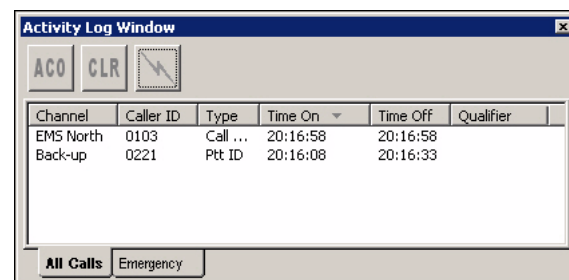 Activity Log Window
ACO CLR
Channel Caller ID Type Time On Time Off Qualifier
EMS North 0103 Call ... 20:16:58 20:16:58
Back-up 0221 Ptt ID 20:16:08 20:16:33
All Calls Emergency